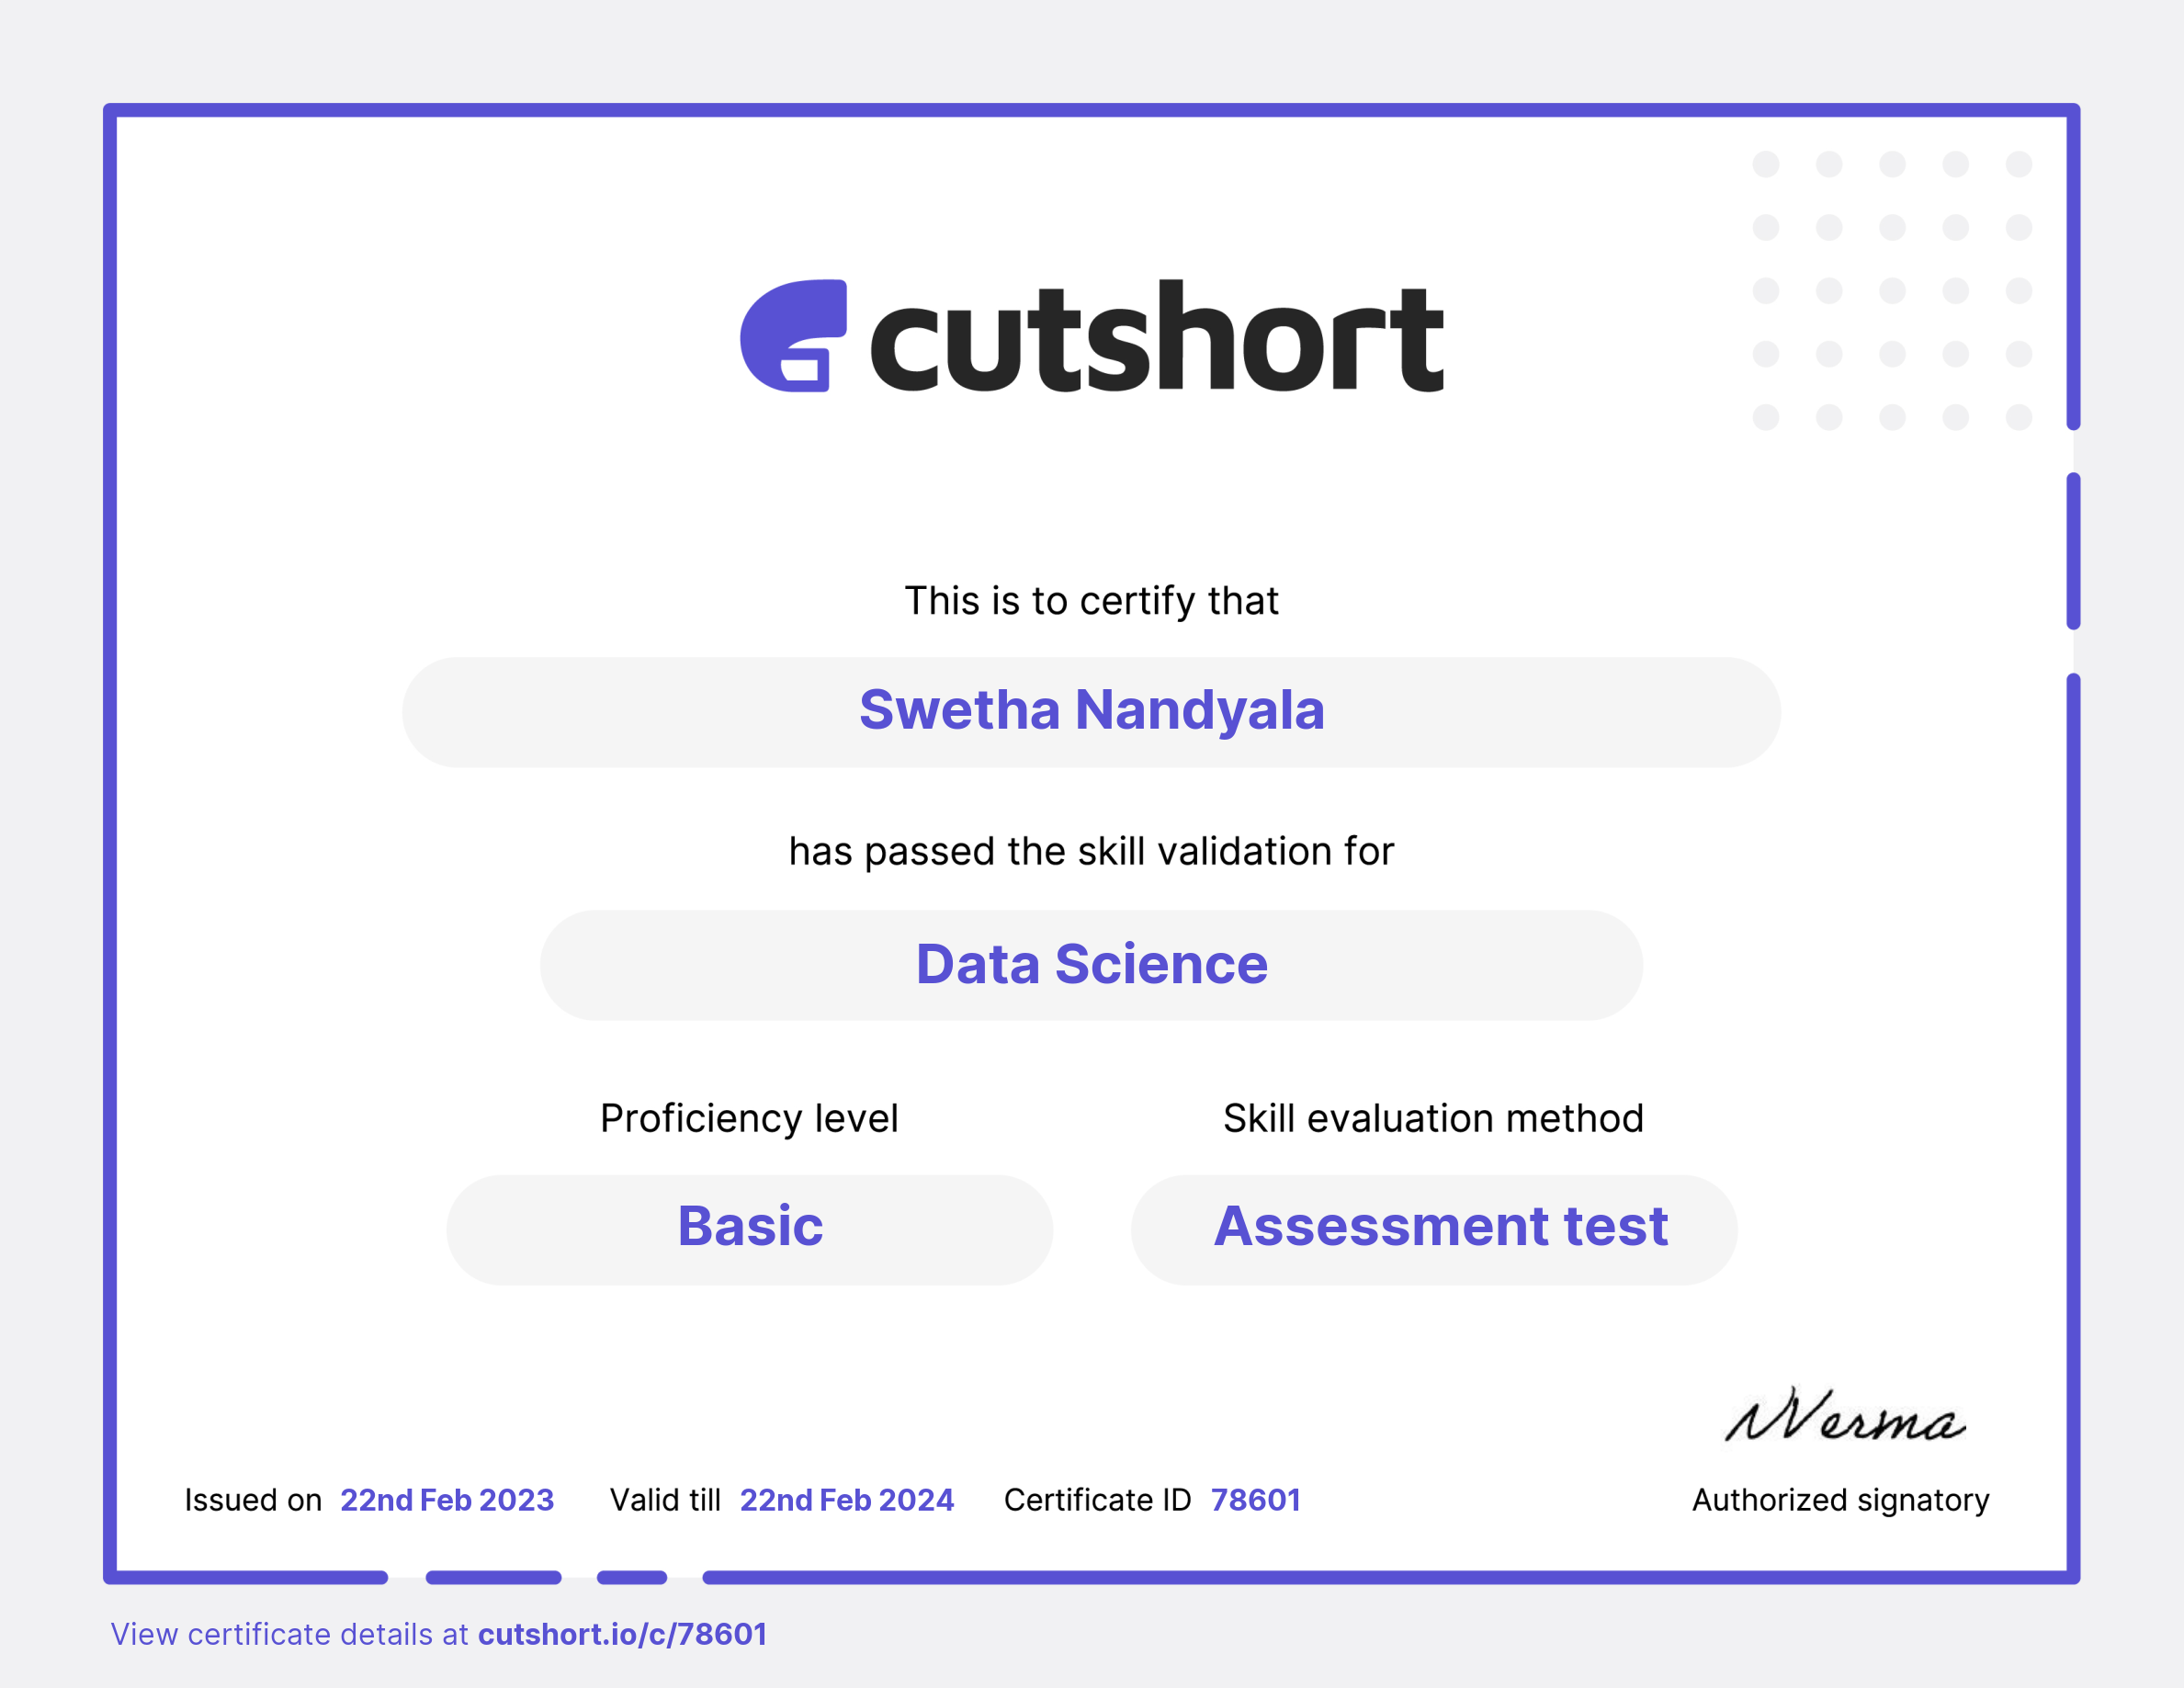 cutshort
This is to certify that
Swetha Nandyala
has passed the skill validation for
Data Science
Proficiency level Skill evaluation method
Basic Assessment test
Verma
Issued on 22nd Feb 2023 Valid till 22nd Feb 2024 Certificate ID 78601 Authorized signatory
View certificate details at cutshort.io/c/78601